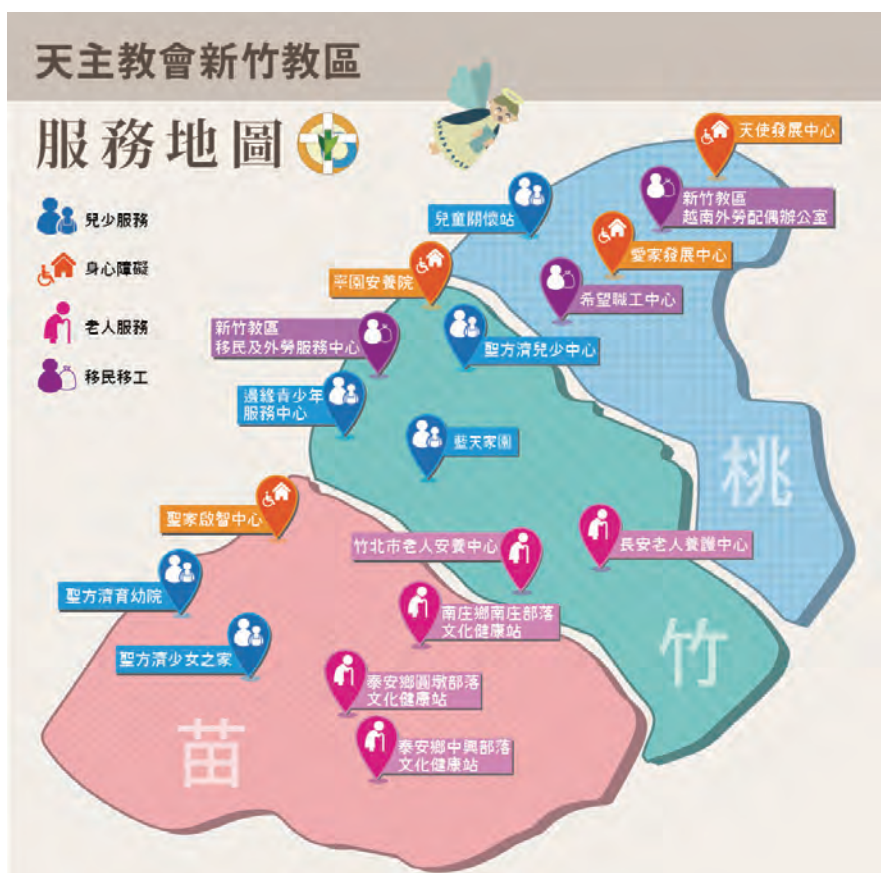 天主教會新竹教區
服務地圖
兒少服務
身心障礙
老人服務
移民移工
天使發展中心
新竹教區
越南外勞配偶辦公室
兒童關懷站
愛家發展中心
希望職工中心
寧園安養院
新竹教區
移民及外勞服務中心
聖方濟兒少中心
邊緣青少年
服務中心
藍天家園
桃
聖家啟智中心
竹北市老人安養中心
長安老人養護中心
聖方濟育幼院
南庄鄉南庄部落
文化健康站
竹
聖方濟少女之家
泰安鄉圓墩部落
文化健康站
苗
泰安鄉中興部落
文化健康站